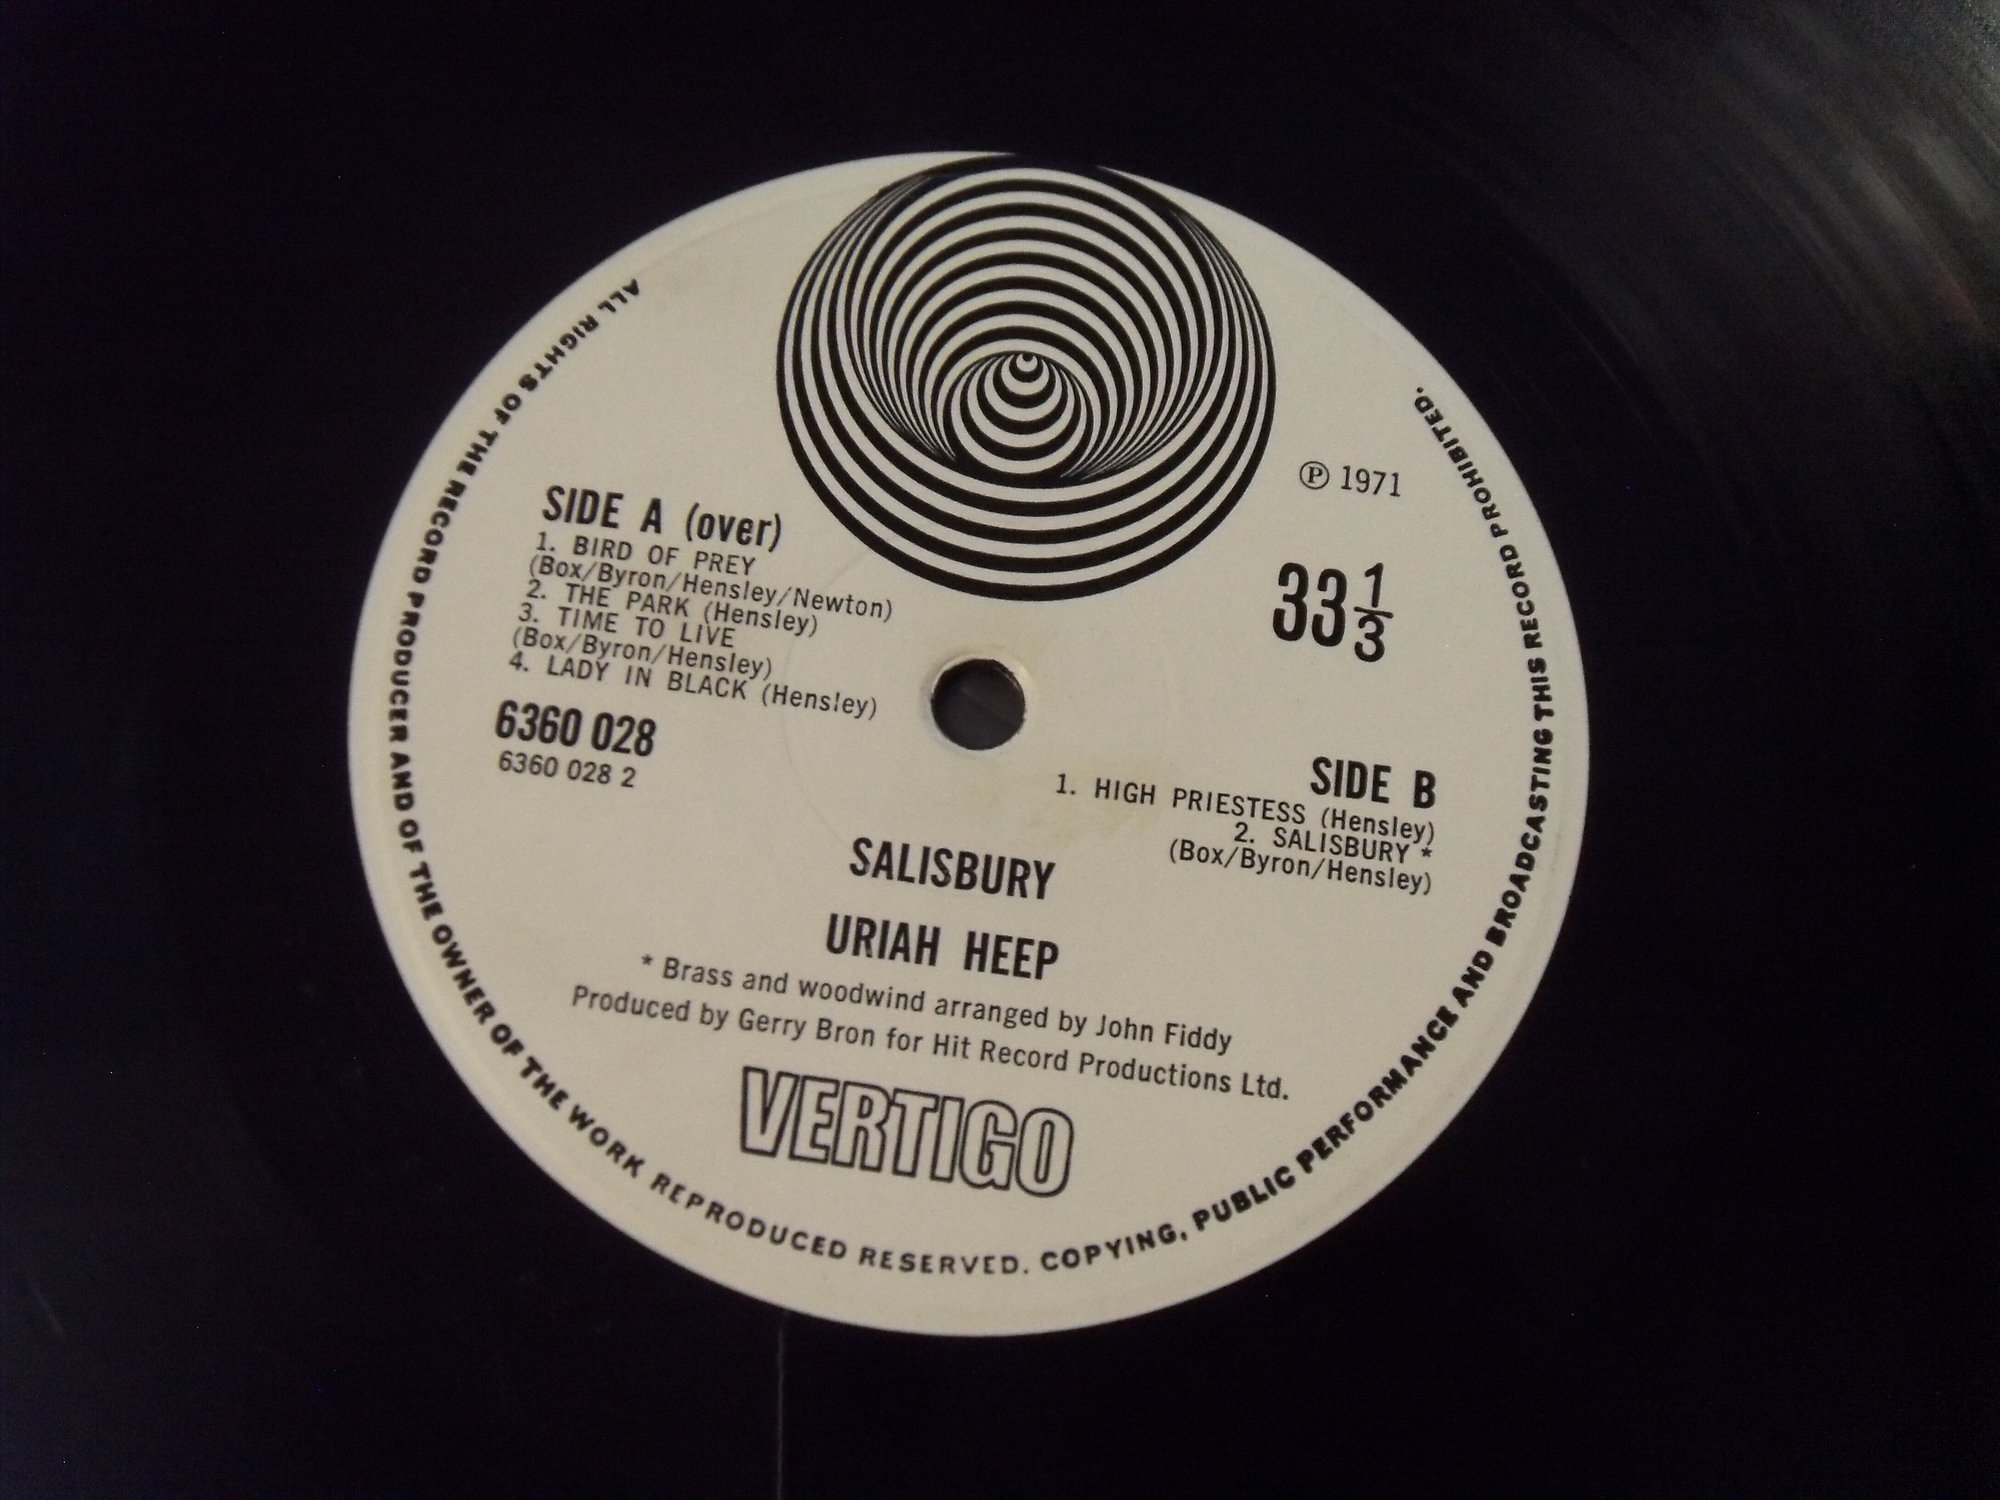 ALL RIGHTS OF THE RECORD PRODUCER AND OF THE OWNER OF THE WORK REPRODUCED RESERVED. COPYING, PUBLIC PERFORMANCE AND BROADCASTING THIS RECORD PROHIBITED.
℗ 1971
33 1/3
SIDE A (over)
1. BIRD OF PREY
(Box/Byron/Hensley/Newton)
2. THE PARK (Hensley)
3. TIME TO LIVE
(Box/Byron/Hensley)
4. LADY IN BLACK (Hensley)
6360 028
6360 028 2
SIDE B
1. HIGH PRIESTESS (Hensley)
2. SALISBURY *
(Box/Byron/Hensley)
SALISBURY
URIAH HEEP
* Brass and woodwind arranged by John Fiddy
Produced by Gerry Bron for Hit Record Productions Ltd.
VERTIGO